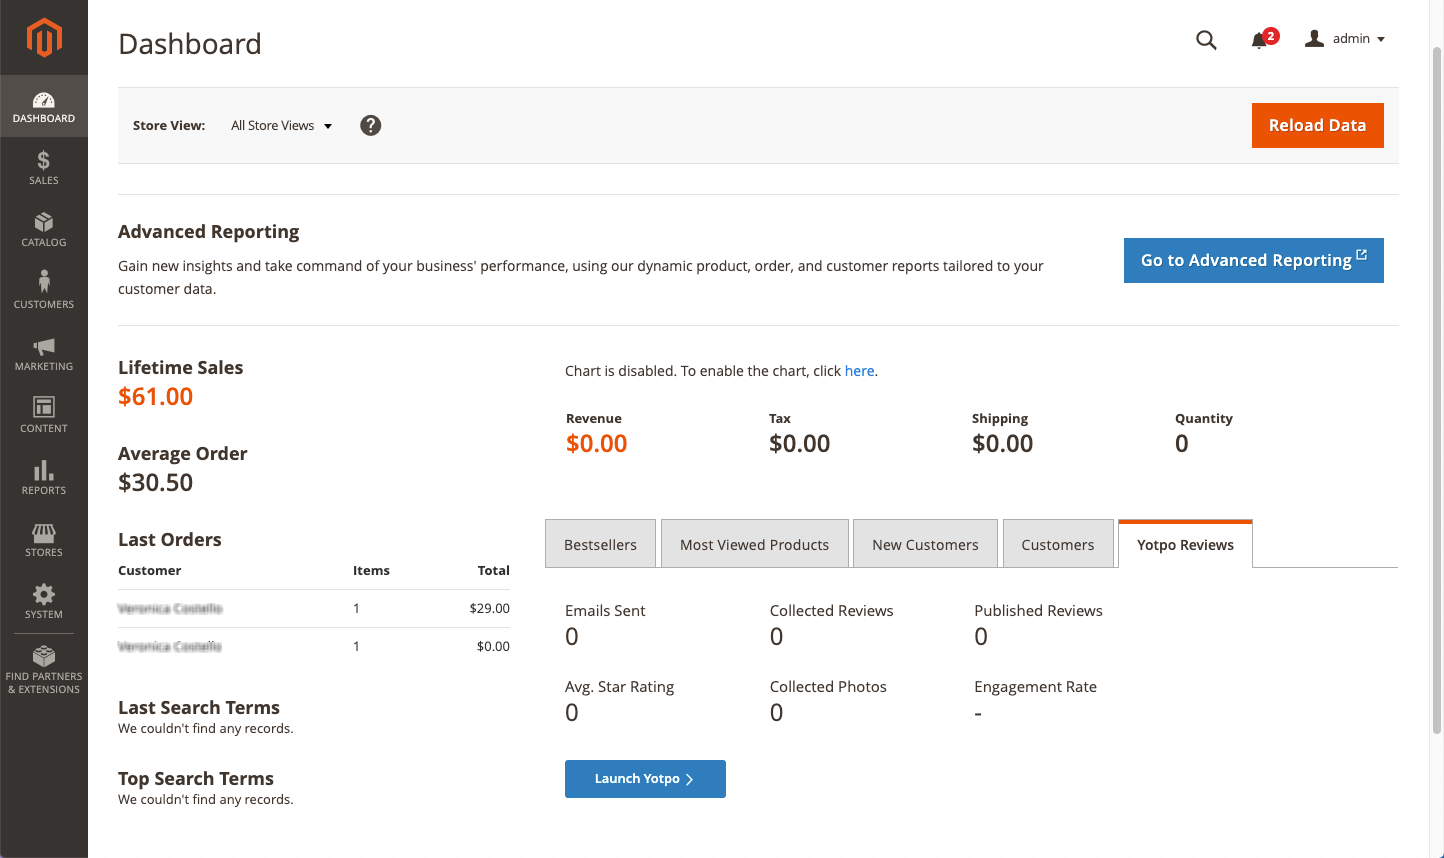 Dashboard
2
admin
DASHBOARD
SALES
CATALOG
CUSTOMERS
MARKETING
CONTENT
REPORTS
STORES
SYSTEM
FIND PARTNERS
& EXTENSIONS
Store View: All Store Views ?
Reload Data
Advanced Reporting
Gain new insights and take command of your business' performance, using our dynamic product, order, and customer reports tailored to your
customer data.
Go to Advanced Reporting
Lifetime Sales
$61.00
Average Order
$30.50
Last Orders
Customer Items Total
1 $29.00
1 $0.00
Last Search Terms
We couldn't find any records.
Top Search Terms
We couldn't find any records.
Chart is disabled. To enable the chart, click here.
Revenue Tax Shipping Quantity
$0.00 $0.00 $0.00 0
Bestsellers Most Viewed Products New Customers Customers Yotpo Reviews
Emails Sent Collected Reviews Published Reviews
0 0 0
Avg. Star Rating Collected Photos Engagement Rate
0 0 -
Launch Yotpo